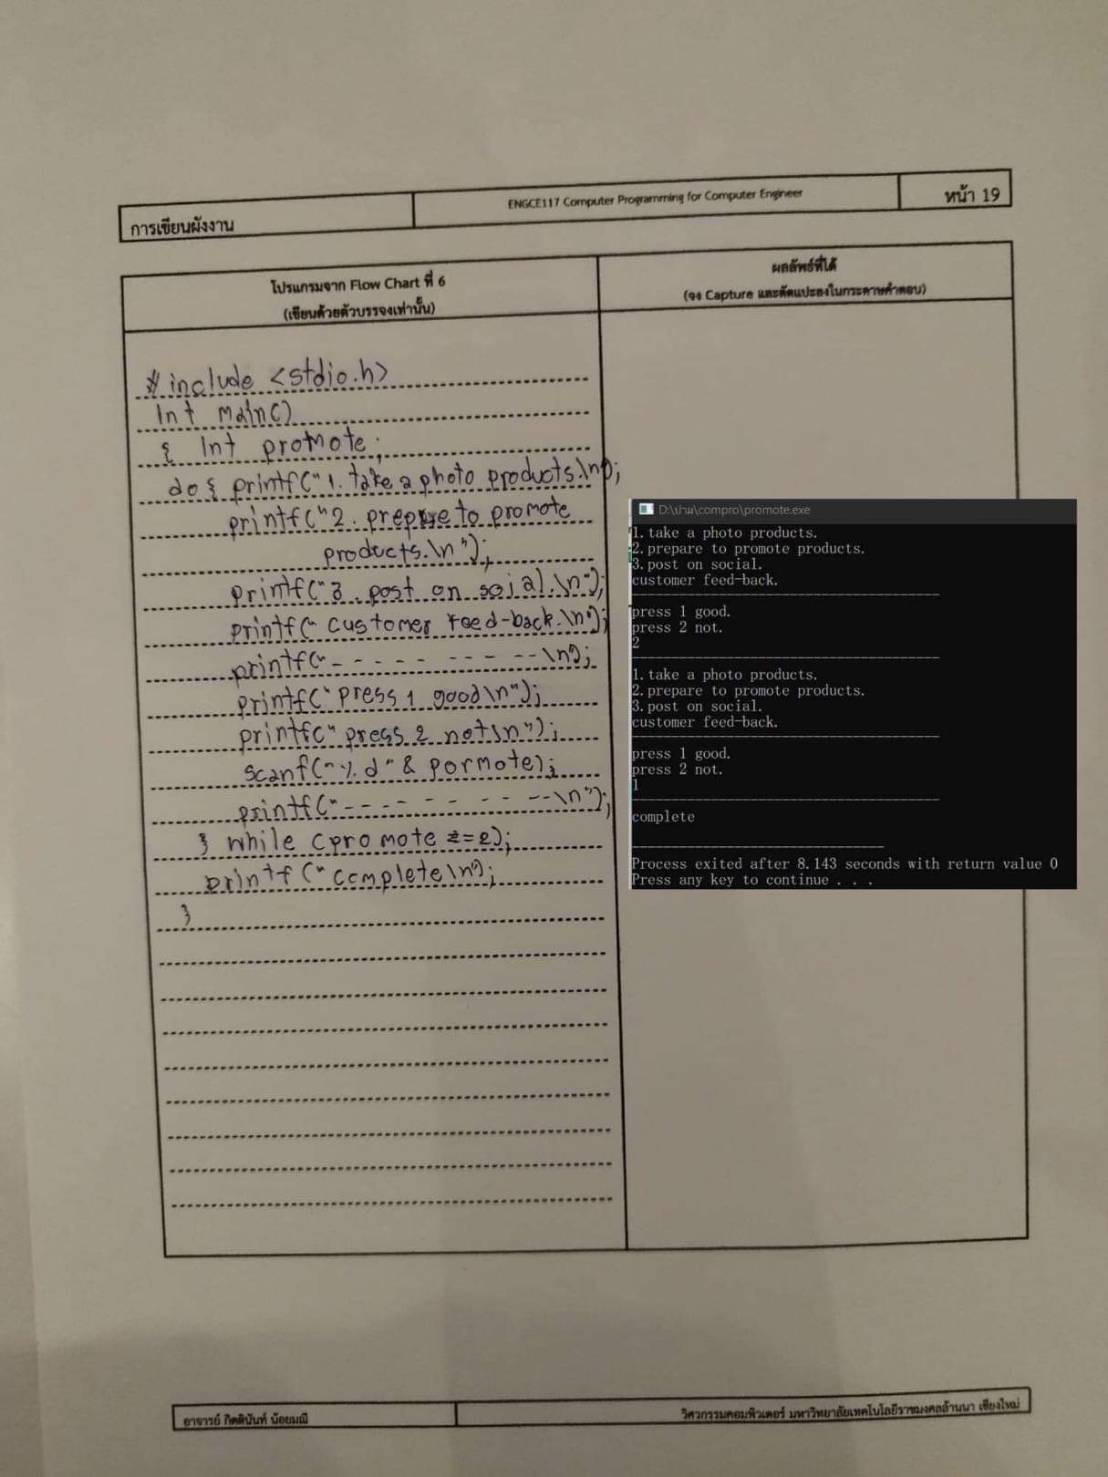 การเขียนผังงาน
ENGCE117 Computer Programming for Computer Engineer
หน้า 19
โปรแกรมจาก Flow Chart ที่ 6
(เขียนด้วยตัวบรรจงเท่านั้น)
ผลลัพธ์ที่ได้
(จง Capture และตัดแปะลงในกระดาษคำตอบ)
# include <stdio.h>
int main()
{ int promote;
do { printf("1. take a photo products.\n");
printf("2. prepare to promote
products.\n");
printf("3. post on soial.\n");
printf(" customer feed-back.\n");
printf("- - - - - - - - - -\n");
printf("press 1 good\n");
printf("press 2 not\n");
scanf("%d" & pormote);
printf("- - - - - - - - - -\n");
} while (promote ==2);
printf("complete\n");
}
D:\ปาม\compro\promote.exe
1.take a photo products.
2.prepare to promote products.
3.post on social.
customer feed-back.
----------------------------------------
press 1 good.
press 2 not.
2
----------------------------------------
1.take a photo products.
2.prepare to promote products.
3.post on social.
customer feed-back.
----------------------------------------
press 1 good.
press 2 not.
1
----------------------------------------
complete
--------------------------------
Process exited after 8.143 seconds with return value 0
Press any key to continue . . .
อาจารย์ กิตตินันท์ น้อยมณี
วิศวกรรมคอมพิวเตอร์ มหาวิทยาลัยเทคโนโลยีราชมงคลล้านนา เชียงใหม่